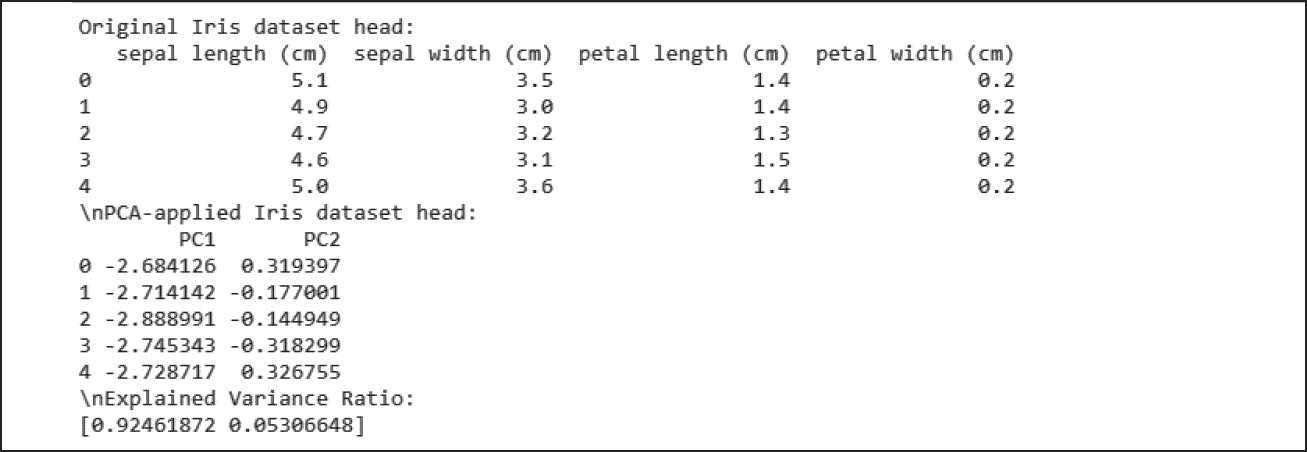 Original Iris dataset head:
   sepal length (cm)  sepal width (cm)  petal length (cm)  petal width (cm)
0                5.1               3.5                1.4               0.2
1                4.9               3.0                1.4               0.2
2                4.7               3.2                1.3               0.2
3                4.6               3.1                1.5               0.2
4                5.0               3.6                1.4               0.2
\nPCA-applied Iris dataset head:
        PC1       PC2
0 -2.684126  0.319397
1 -2.714142 -0.177001
2 -2.888991 -0.144949
3 -2.745343 -0.318299
4 -2.728717  0.326755
\nExplained Variance Ratio:
[0.92461872 0.05306648]